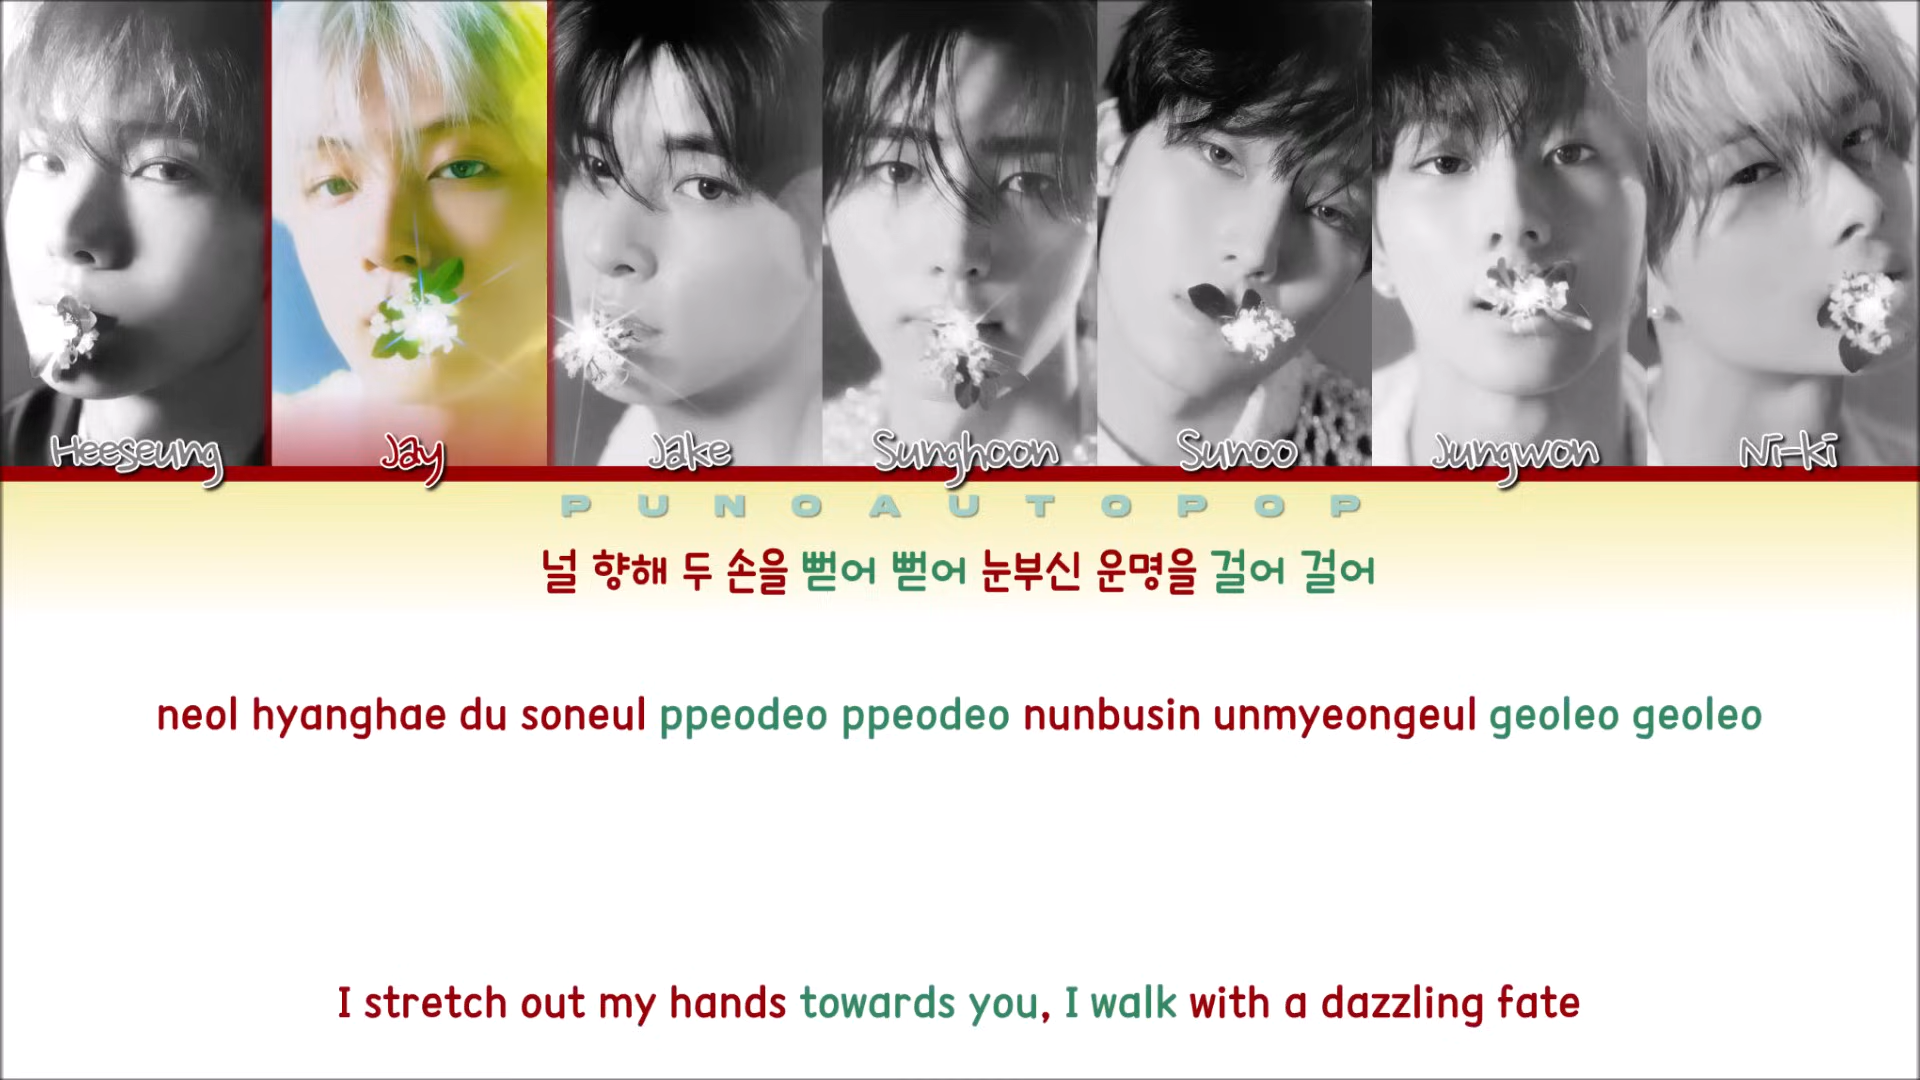 Heeseung Jay Jake Sunghoon Sunoo Jungwon Ni-ki
PUNOAUTOPOP
널 향해 두 손을 뻗어 뻗어 눈부신 운명을 걸어 걸어
neol hyanghae du soneul ppeodeo ppeodeo nunbusin unmyeongeul geoleo geoleo
I stretch out my hands towards you, I walk with a dazzling fate